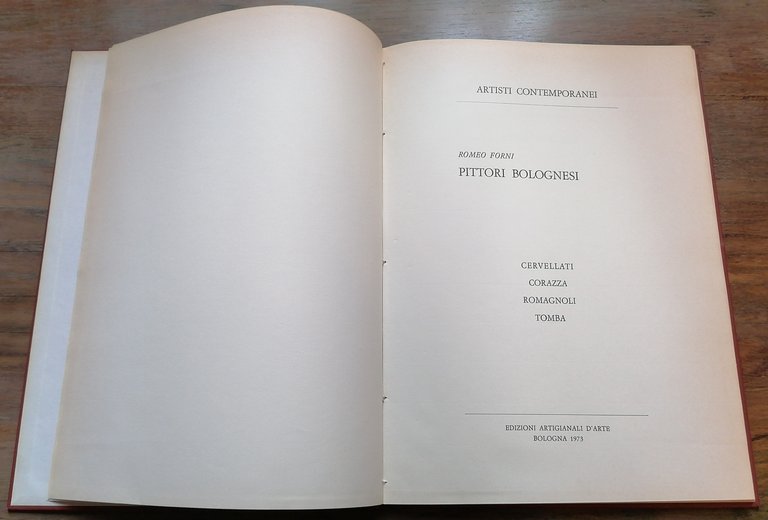 ARTISTI CONTEMPORANEI
ROMEO FORNI
PITTORI BOLOGNESI
CERVELLATI
CORAZZA
ROMAGNOLI
TOMBA
EDIZIONI ARTIGIANALI D'ARTE
BOLOGNA 1973